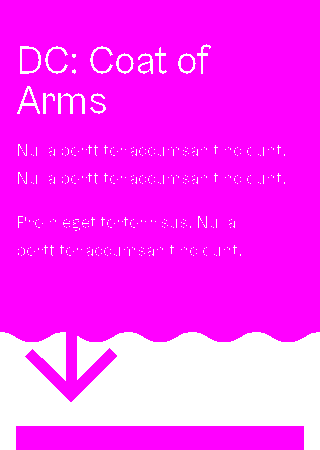 DC: Coat of
Arms
Nulla porttitor accumsan tincidunt.
Nulla porttitor accumsan tincidunt.
Proin eget tortor risus. Nulla
porttitor accumsan tincidunt.